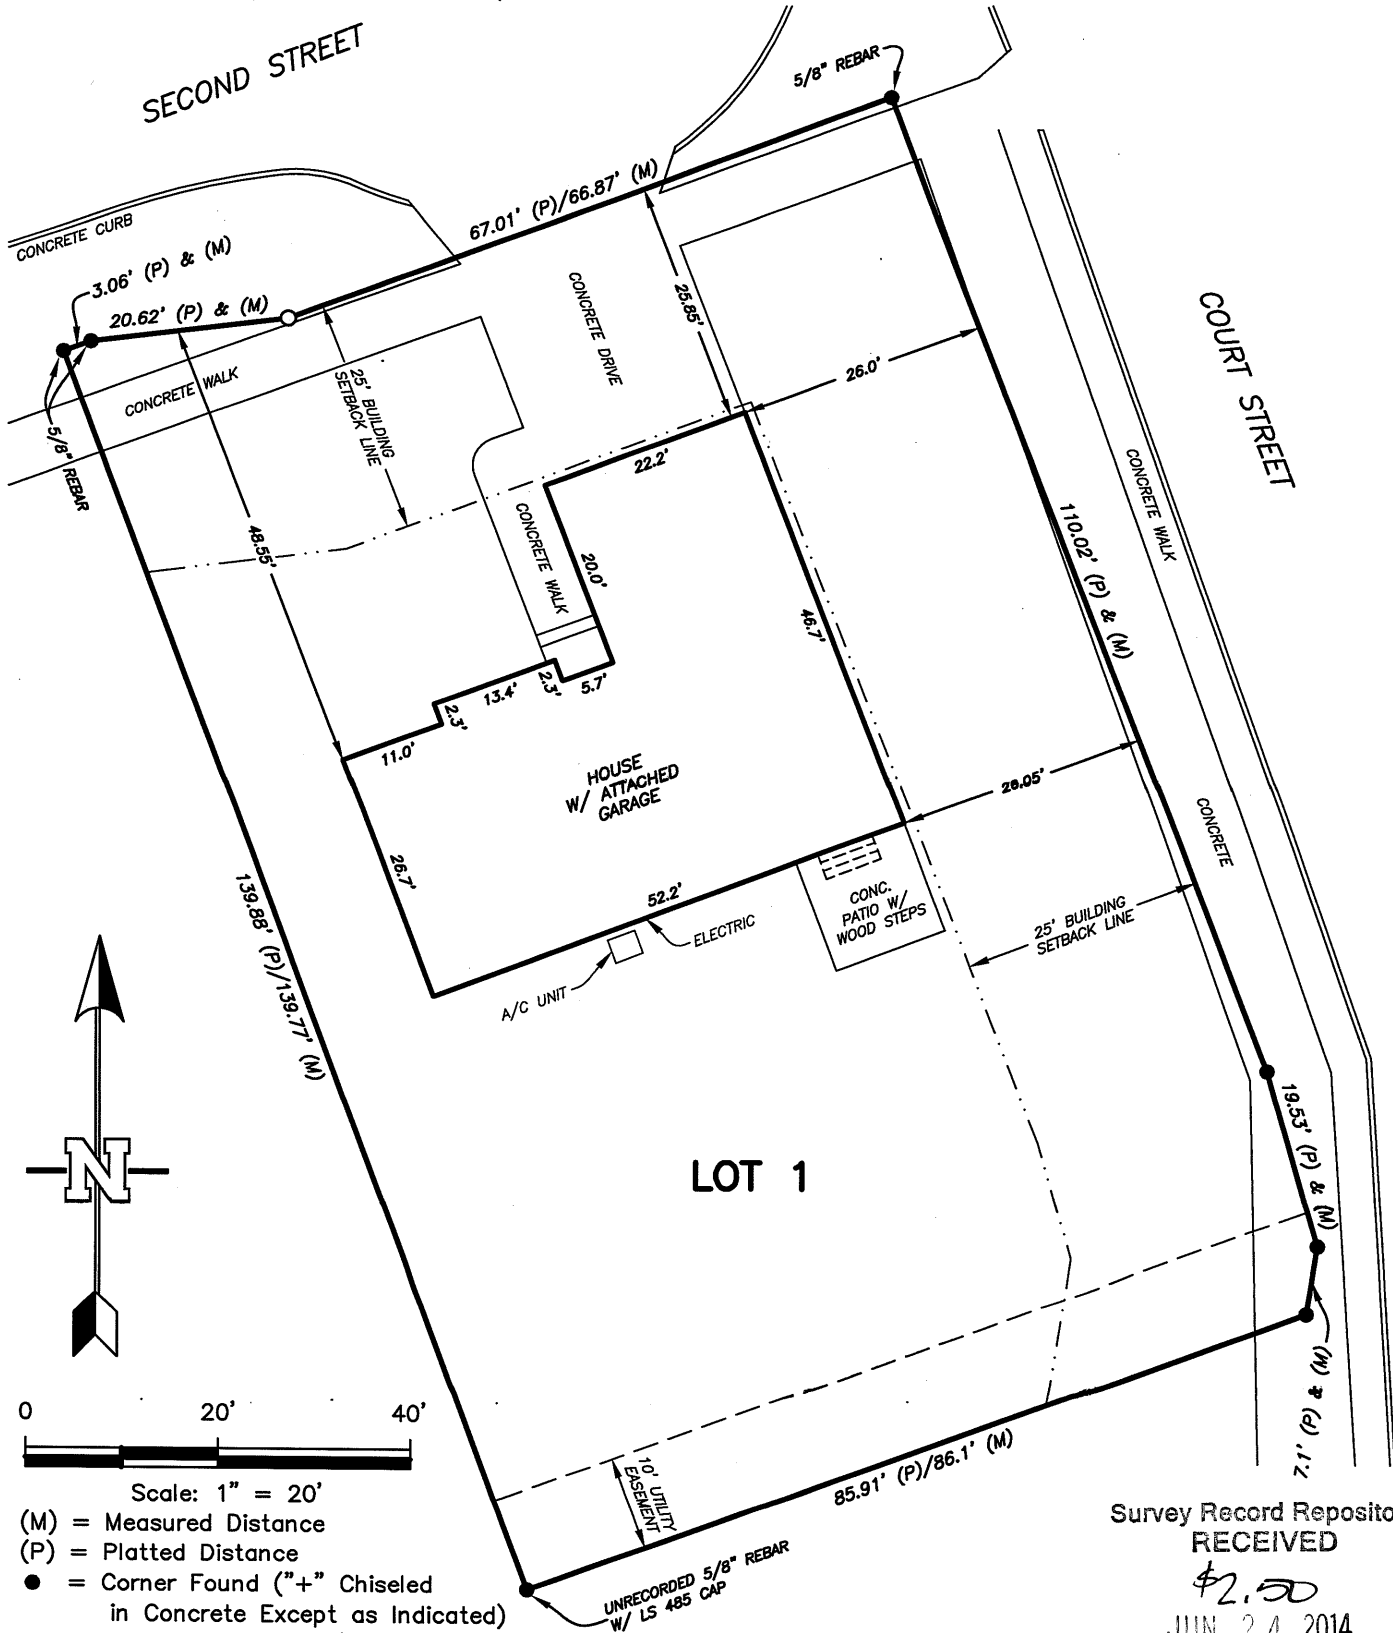 SECOND STREET
5/8" REBAR
CONCRETE CURB
3.06' (P) & (M)
20.62' (P) & (M)
67.01' (P)/66.87' (M)
CONCRETE WALK
5/8" REBAR
25' BUILDING
SETBACK LINE
CONCRETE DRIVE
25.85'
26.0'
COURT STREET
22.2'
48.55'
CONCRETE WALK
20.0'
46.7'
110.02' (P) & (M)
CONCRETE WALK
13.4'
2.3'
5.7'
2.3'
11.0'
HOUSE
W/ ATTACHED
GARAGE
26.05'
CONCRETE
26.7'
52.2'
CONC.
PATIO W/
WOOD STEPS
ELECTRIC
A/C UNIT
25' BUILDING
SETBACK LINE
139.88' (P)/139.77' (M)
N
LOT 1
19.53' (P) & (M)
7.1' (P) & (M)
85.91' (P)/86.1' (M)
10' UTILITY
EASEMENT
UNRECORDED 5/8" REBAR
W/ LS 485 CAP
0 20' 40'
Scale: 1" = 20'
(M) = Measured Distance
(P) = Platted Distance
● = Corner Found ("+" Chiseled
in Concrete Except as Indicated)
Survey Record Reposito
RECEIVED
$2.50
JUN 24 2014